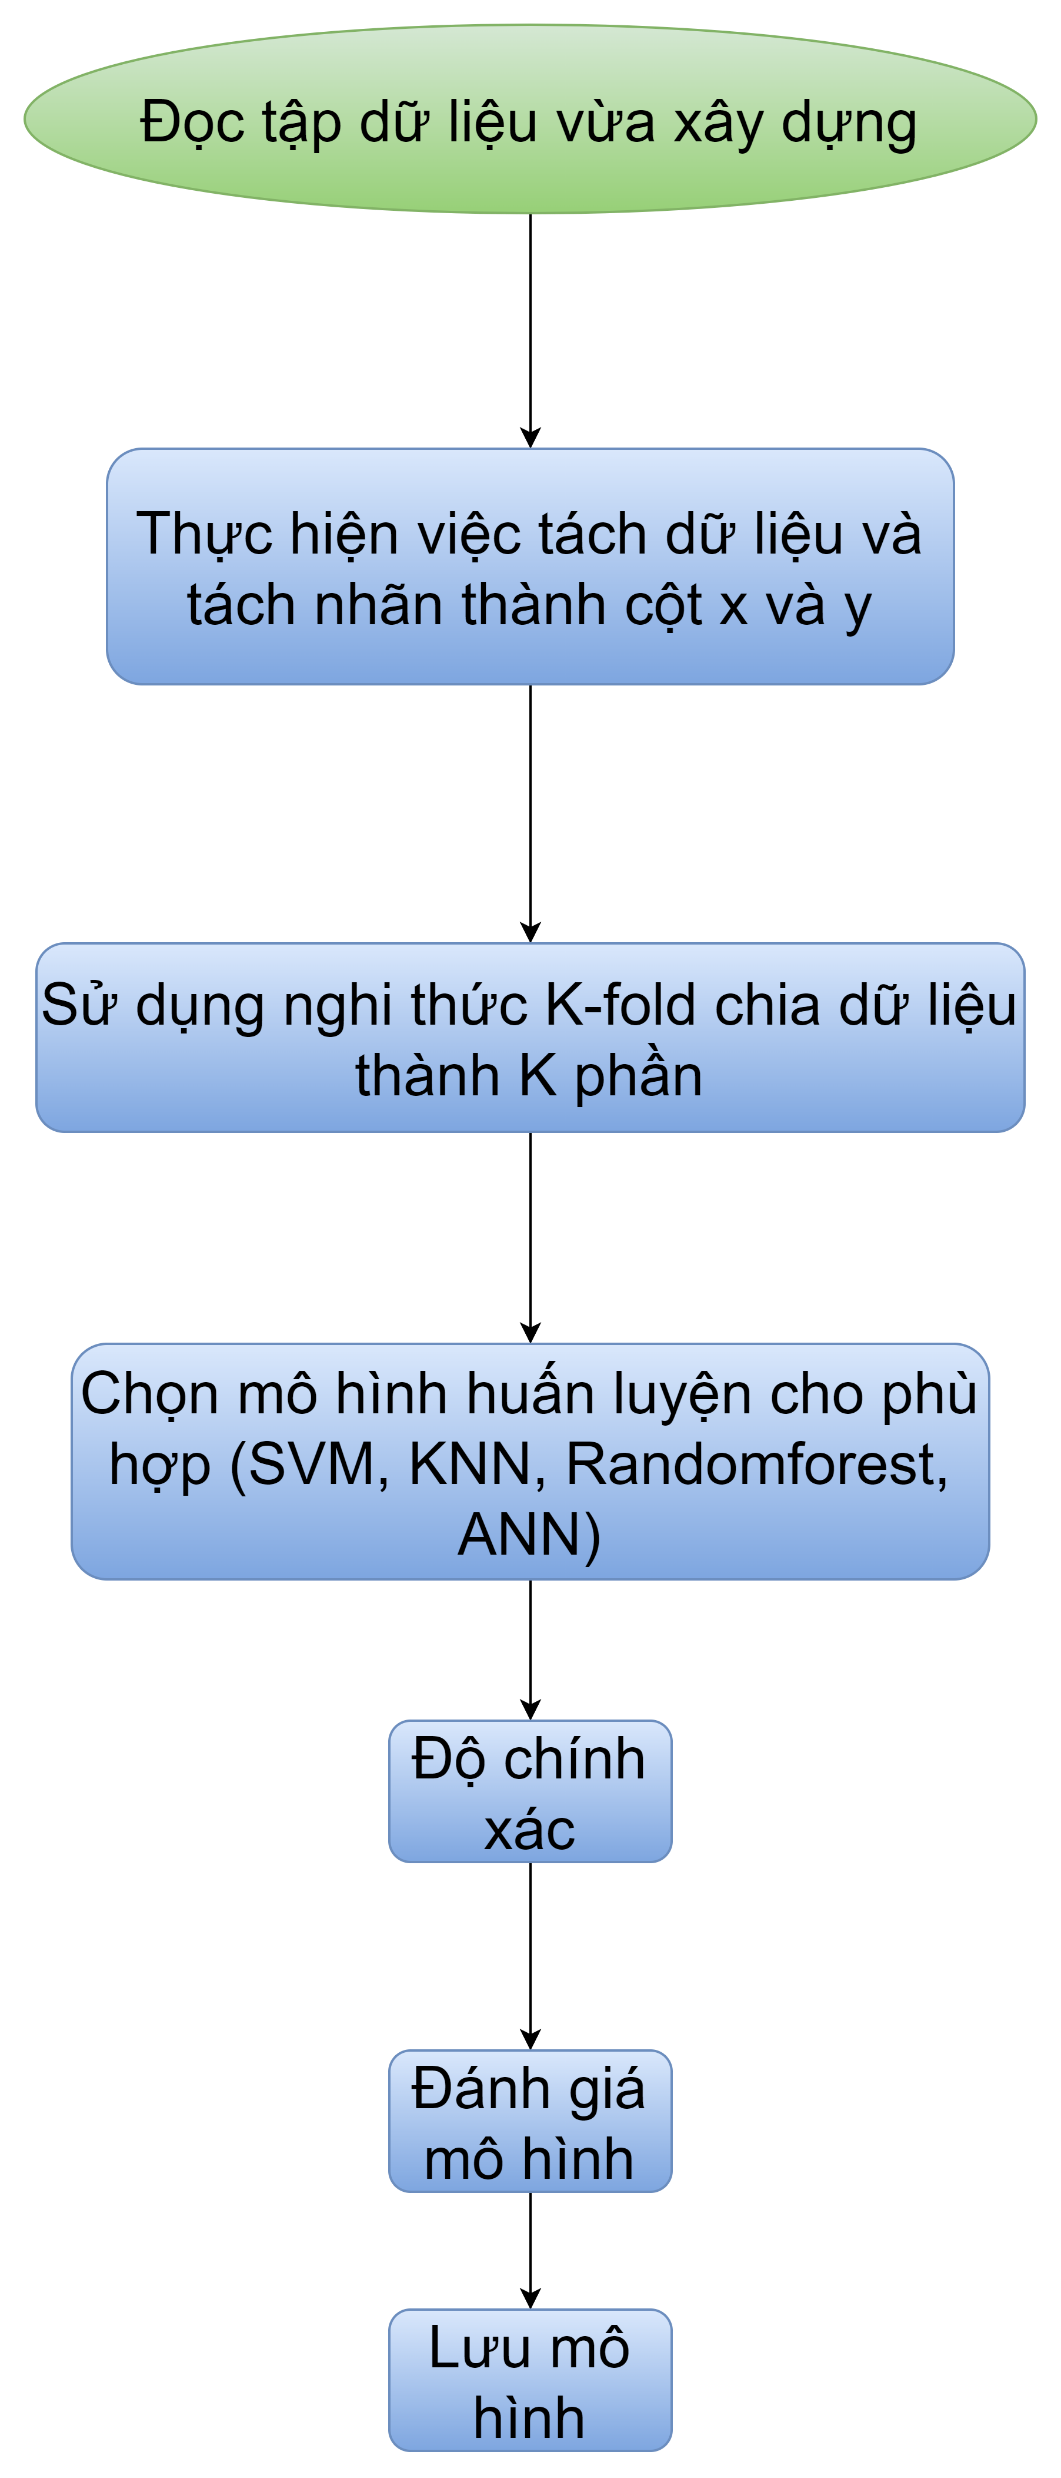 Đọc tập dữ liệu vừa xây dựng
Thực hiện việc tách dữ liệu và
tách nhãn thành cột x và y
Sử dụng nghi thức K-fold chia dữ liệu
thành K phần
Chọn mô hình huấn luyện cho phù
hợp (SVM, KNN, Randomforest,
ANN)
Độ chính
xác
Đánh giá
mô hình
Lưu mô
hình